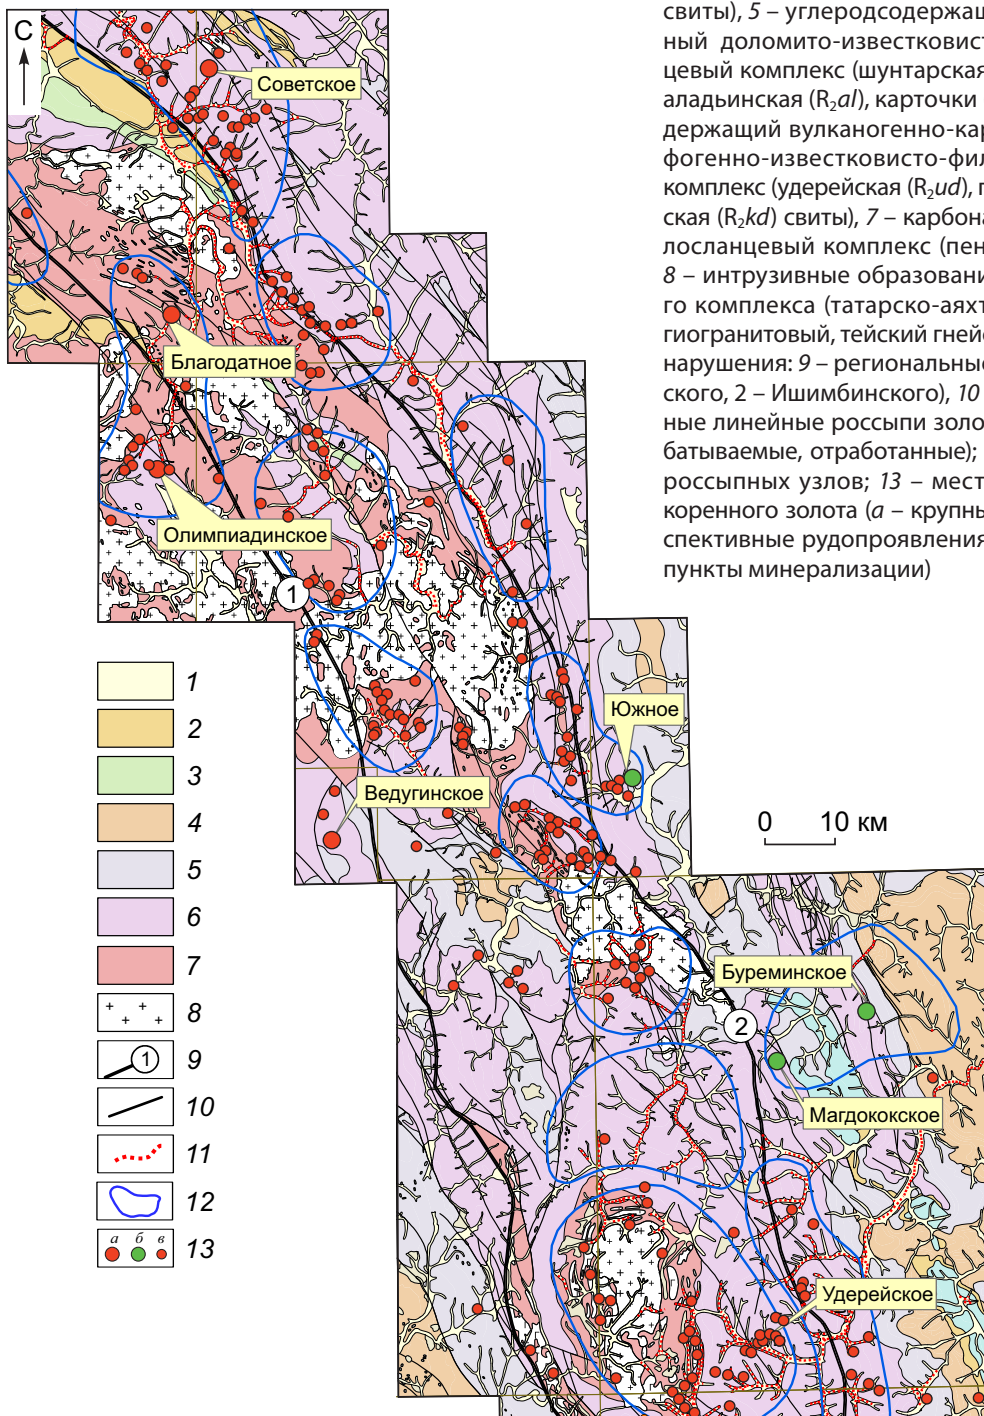 свиты), 5 – углеродсодержащ
ный доломито-известковист
цевый комплекс (шунтарская
аладьинская (R₂al), карточки
держащий вулканогенно-кар
фогенно-известковисто-фил
комплекс (удерейская (R₂ud), г
ская (R₂kd) свиты), 7 – карбона
лосланцевый комплекс (пен
8 – интрузивные образовани
го комплекса (татарско-аяхт
гиогранитовый, тейский гней
нарушения: 9 – региональные
ского, 2 – Ишимбинского), 10
ные линейные россыпи золо
батываемые, отработанные);
россыпных узлов; 13 – мест
коренного золота (а – крупны
спективные рудопроявления
пункты минерализации)
С
Советское
Благодатное
Олимпиадинское
1
Южное
Ведугинское
0 10 км
Буреминское
2
Магдококское
Удерейское
1
2
3
4
5
6
7
8
1 9
10
11
12
а б в
13